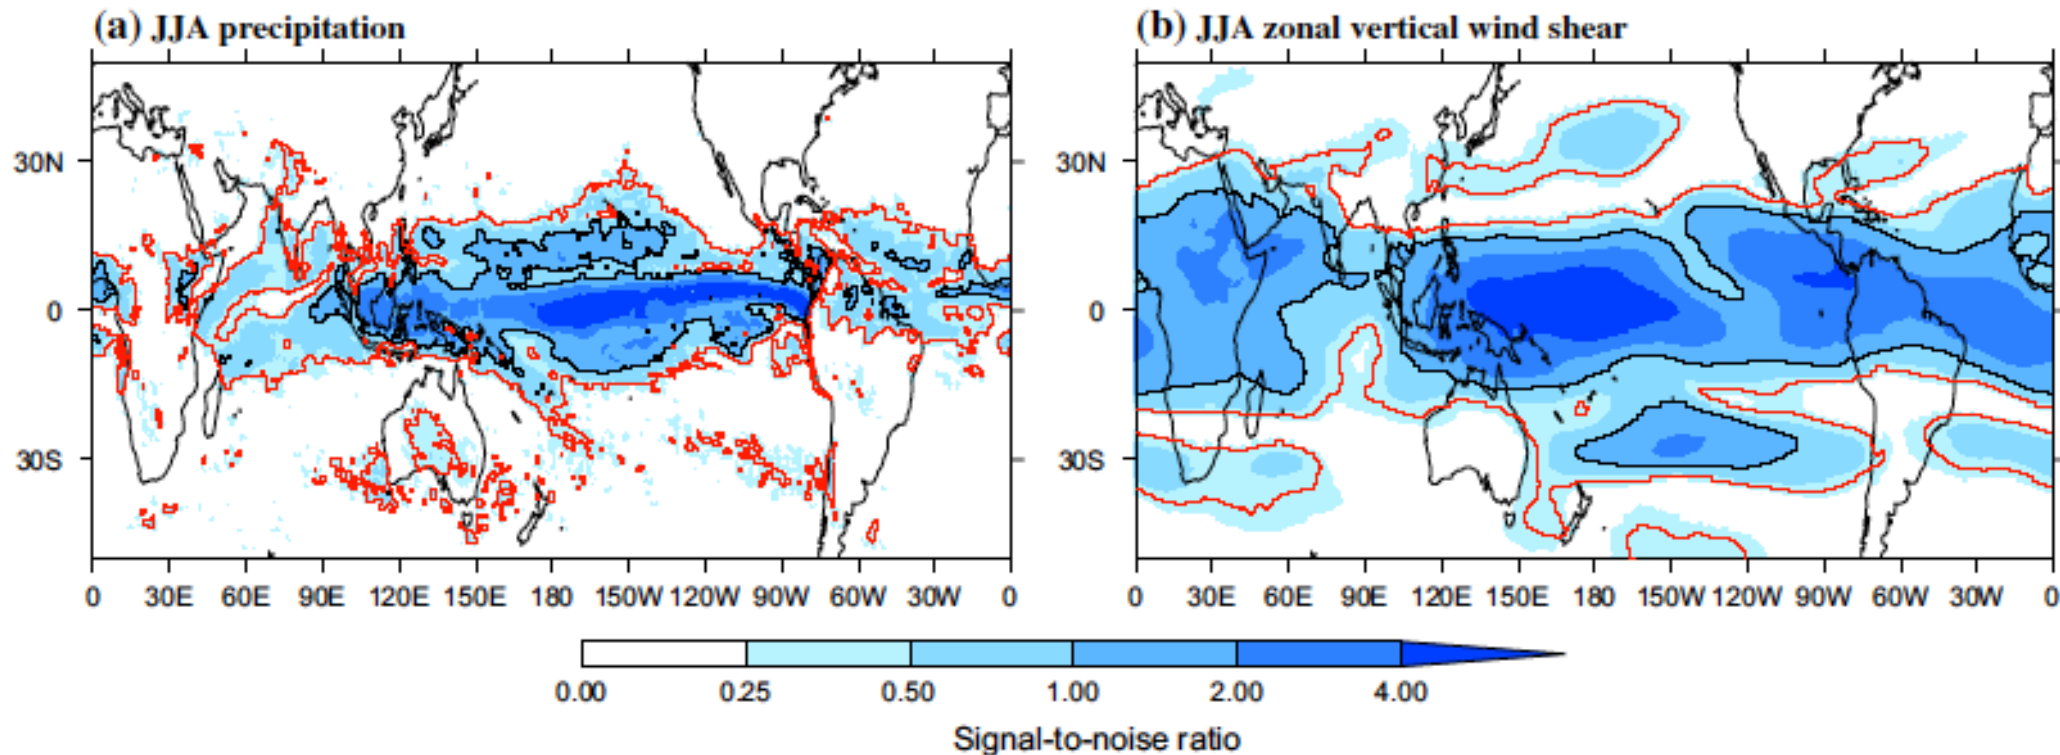 (a) JJA precipitation
(b) JJA zonal vertical wind shear
30N
0
30S
0 30E 60E 90E 120E 150E 180 150W 120W 90W 60W 30W 0
30N
0
30S
0 30E 60E 90E 120E 150E 180 150W 120W 90W 60W 30W 0
0.00 0.25 0.50 1.00 2.00 4.00
Signal-to-noise ratio